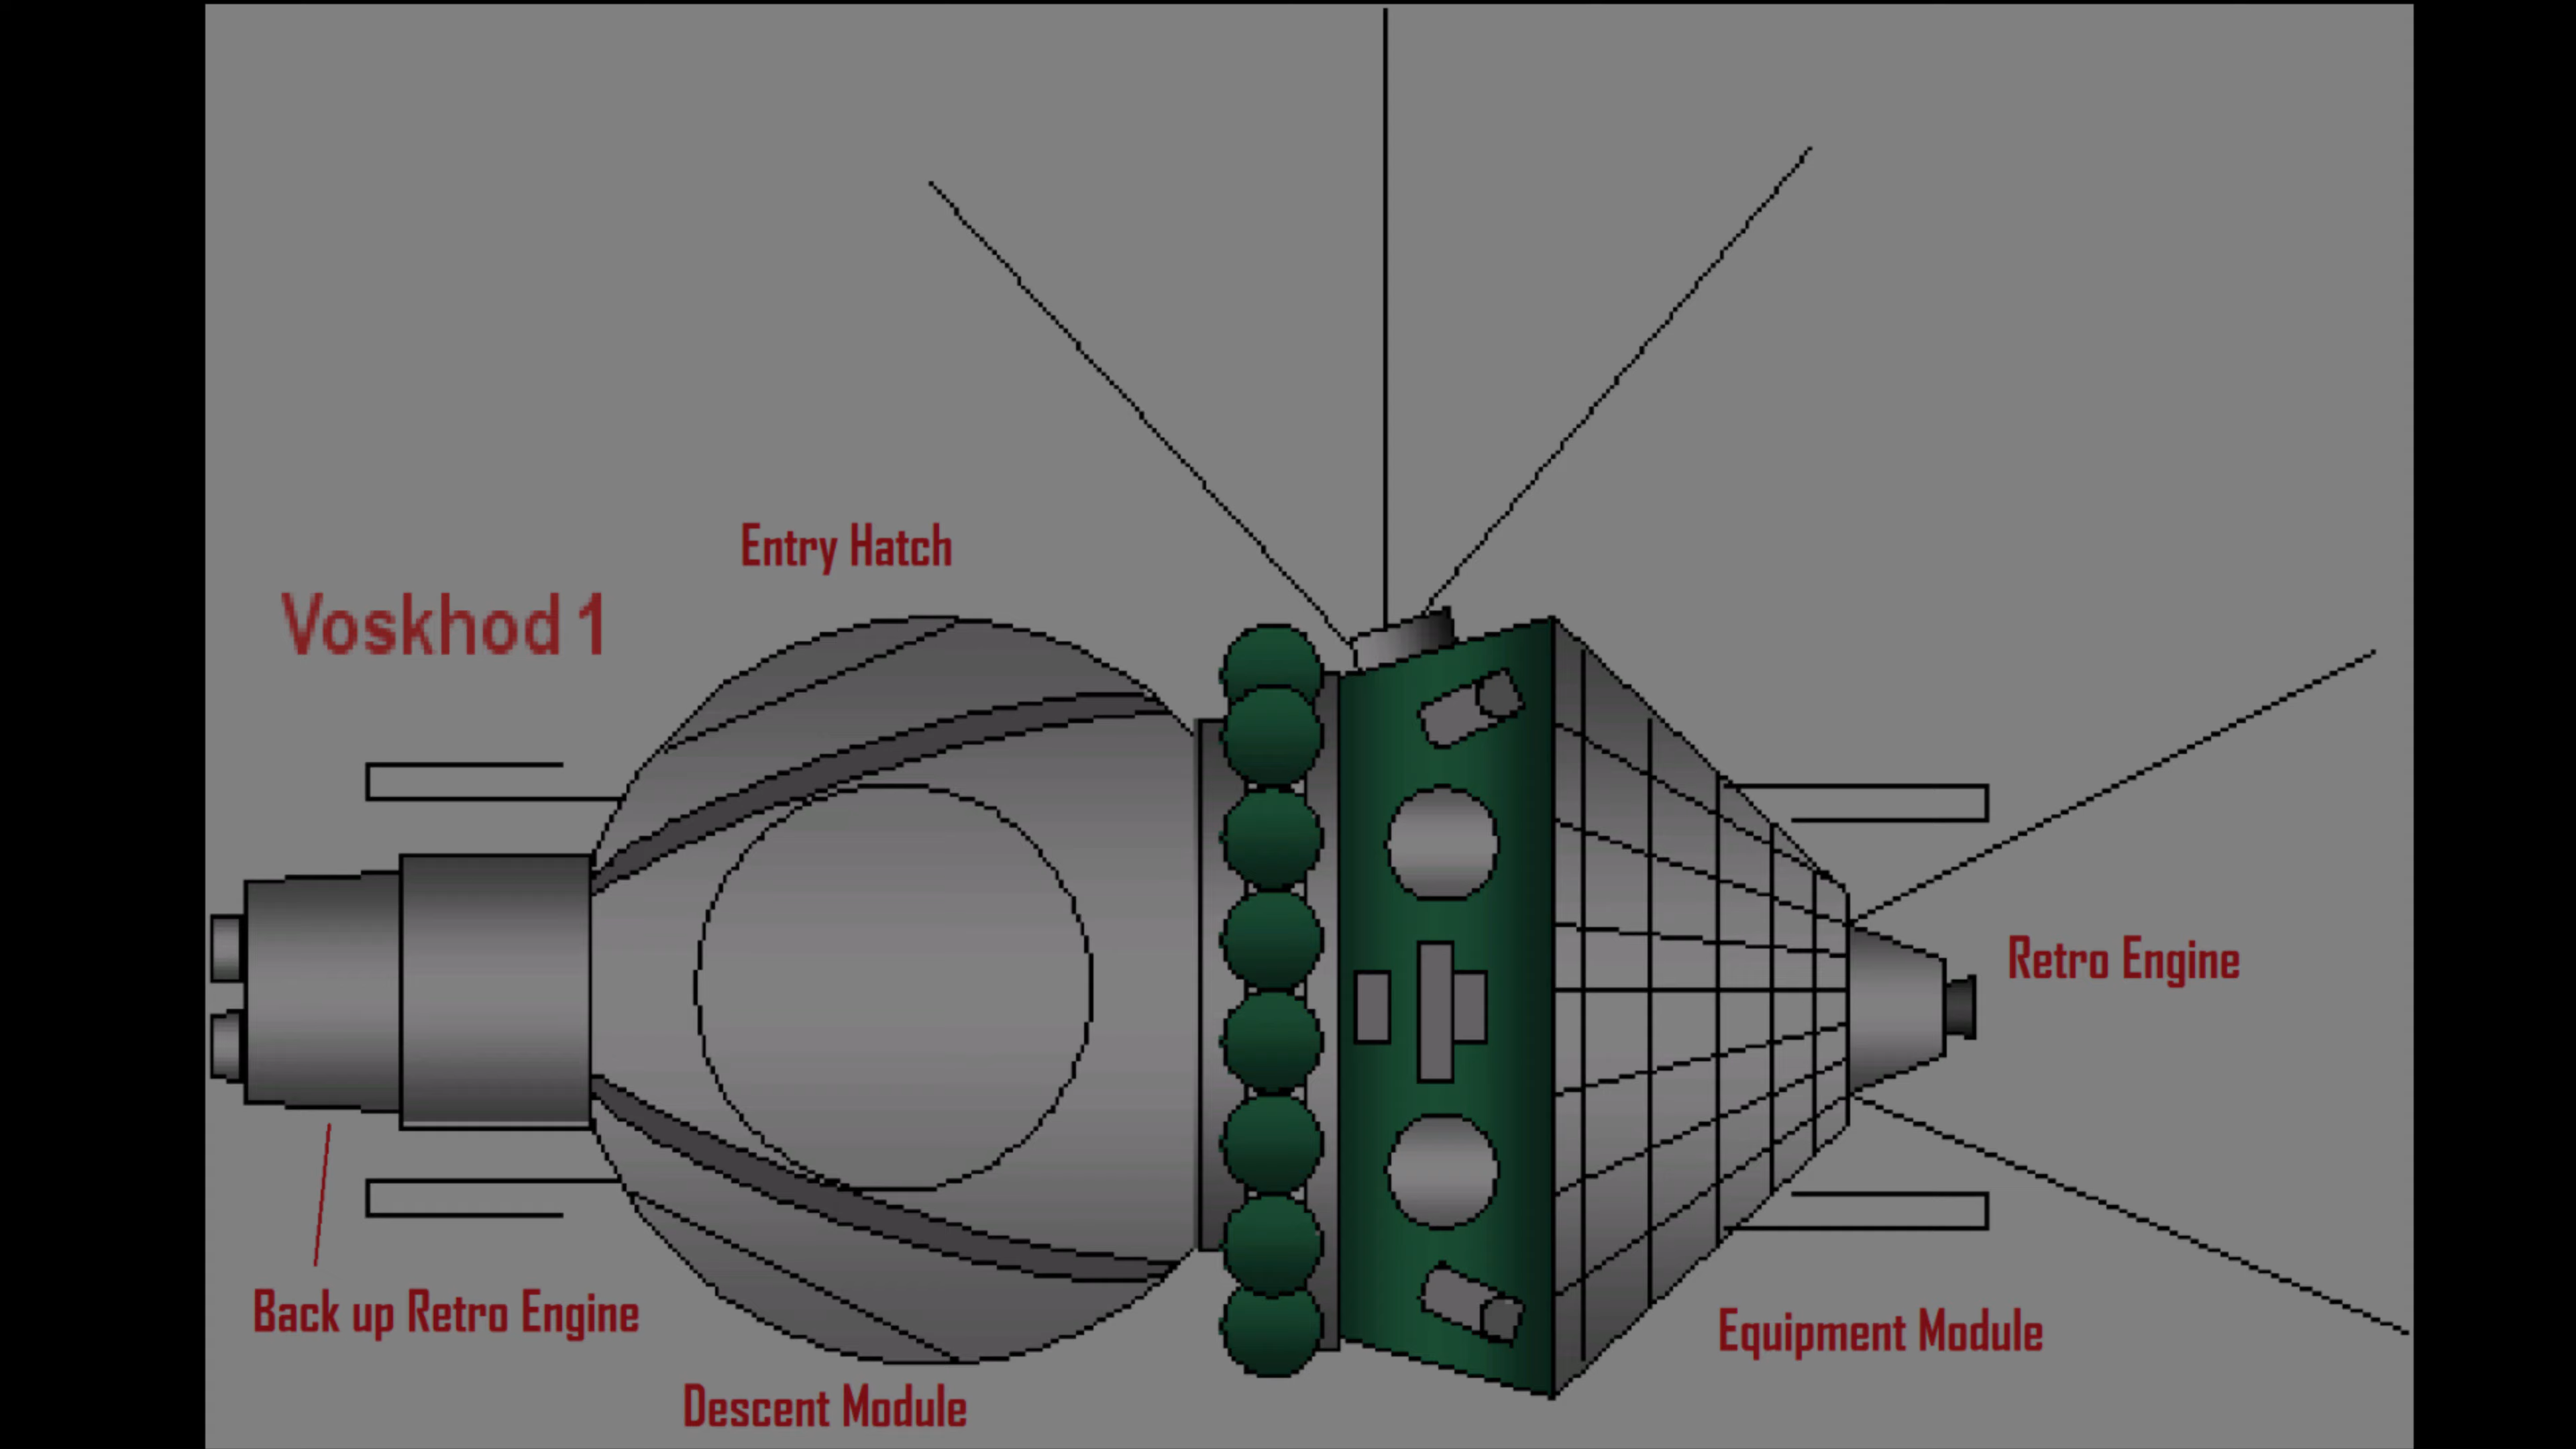 Entry Hatch
Voskhod 1
Retro Engine
Back up Retro Engine
Equipment Module
Descent Module